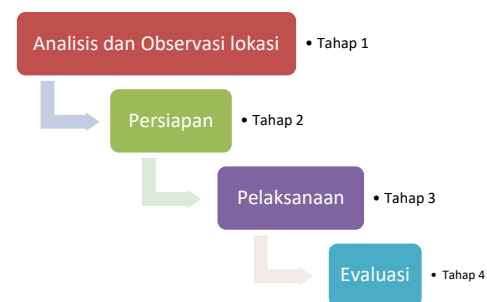 Analisis dan Observasi lokasi • Tahap 1
Persiapan • Tahap 2
Pelaksanaan • Tahap 3
Evaluasi • Tahap 4